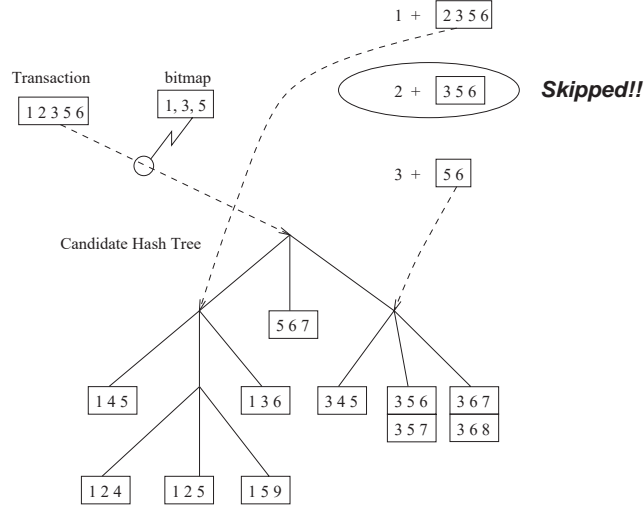 1 + 2 3 5 6
Transaction
bitmap
1 2 3 5 6
1, 3, 5
2 + 3 5 6
Skipped!!
3 + 5 6
Candidate Hash Tree
5 6 7
1 4 5
1 3 6
3 4 5
3 5 6
3 6 7
3 5 7
3 6 8
1 2 4
1 2 5
1 5 9